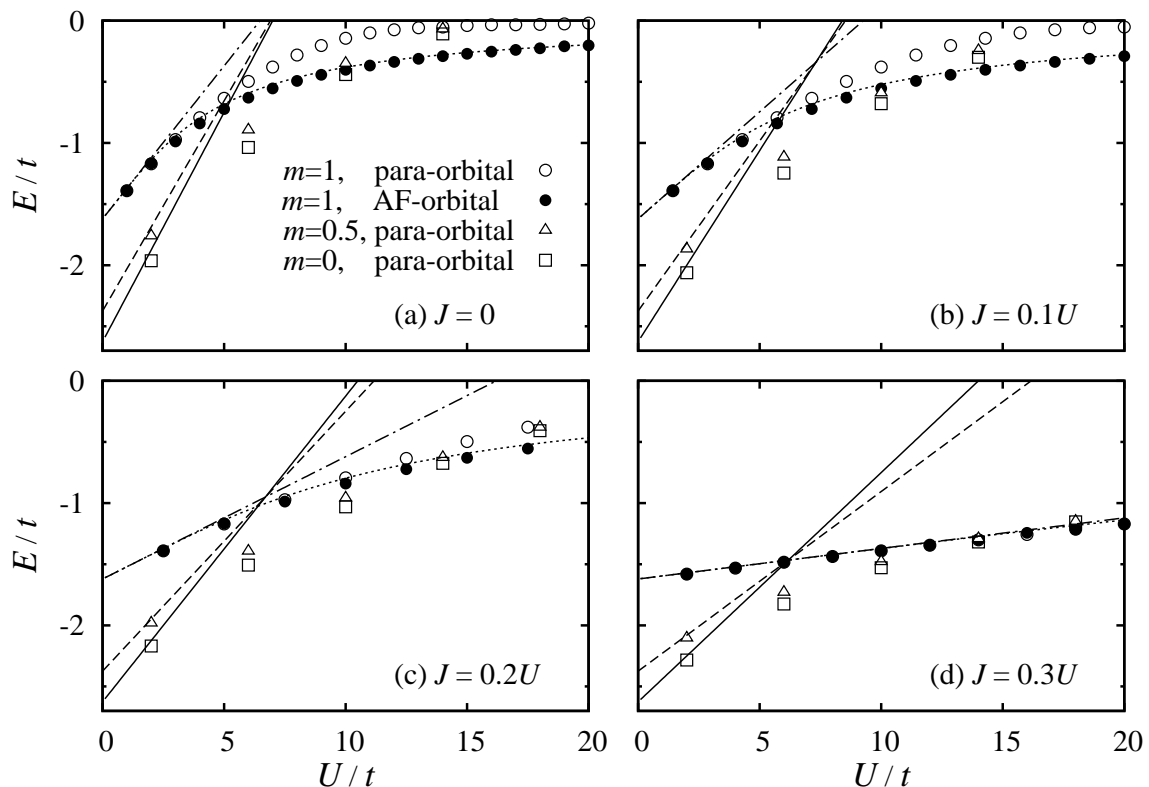 0
-1
-2
E / t
m=1, para-orbital
m=1, AF-orbital
m=0.5, para-orbital
m=0, para-orbital
(a) J = 0
(b) J = 0.1U
0
-1
-2
E / t
(c) J = 0.2U
(d) J = 0.3U
0 5 10 15 20
0 5 10 15 20
U / t
U / t